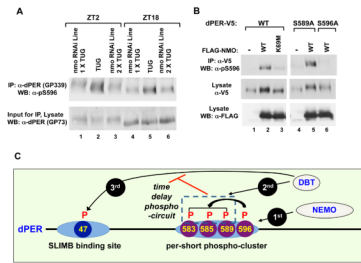 A
ZT2
ZT18
nmo RNAi Line
1 X TUG
TUG
nmo RNAi Line
2 X TUG
nmo RNAi Line
1 X TUG
TUG
nmo RNAi Line
2 X TUG
IP: α-dPER (GP339)
WB: α-pS596
Input for IP, Lysate
WB: α-dPER (GP73)
1 2 3 4 5 6
B
dPER-V5: WT S589A S596A
FLAG-NMO: - WT K69M - WT WT
IP: α-V5
WB: α-pS596
Lysate
α-V5
Lysate
WB: α-FLAG
1 2 3 4 5 6
C
3rd
time
delay
phospho
-circuit
2nd
DBT
1st
NEMO
P P P P P
dPER
47 583 585 589 596
SLIMB binding site
per-short phospho-cluster